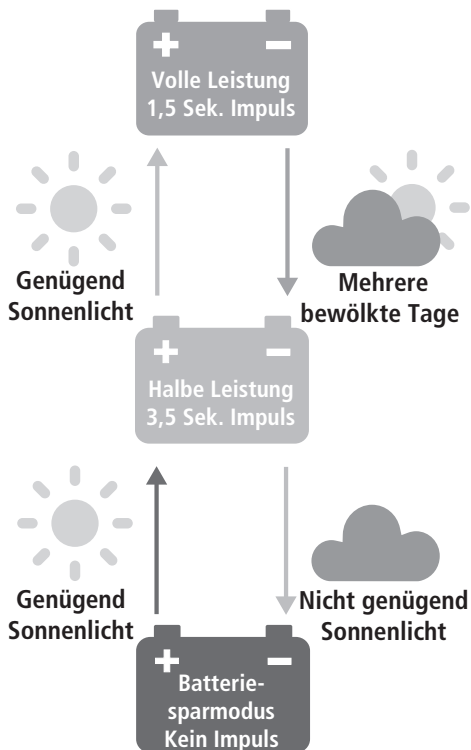 + −
Volle Leistung
1,5 Sek. Impuls
Genügend
Sonnenlicht
Mehrere
bewölkte Tage
+ −
Halbe Leistung
3,5 Sek. Impuls
Genügend
Sonnenlicht
Nicht genügend
Sonnenlicht
+ −
Batterie-
sparmodus
Kein Impuls